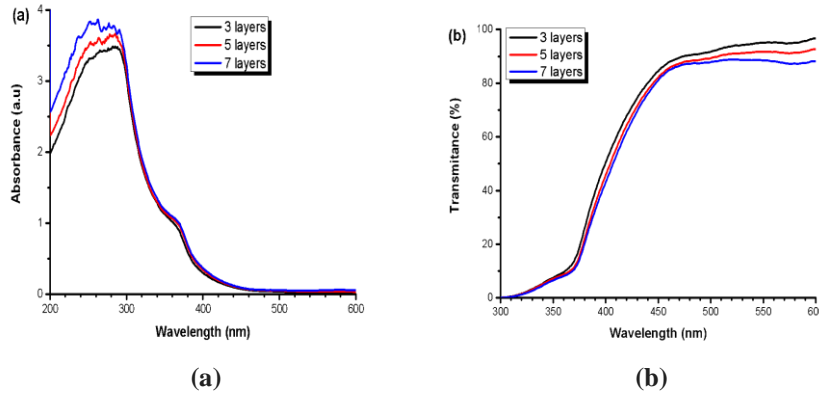 (a)
3 layers
5 layers
7 layers
Absorbance (a.u)
4
3
2
1
0
200 300 400 500 600
Wavelength (nm)
(a)
(b)
3 layers
5 layers
7 layers
Transmitance (%)
100
80
60
40
20
0
300 350 400 450 500 550 60
Wavelength (nm)
(b)